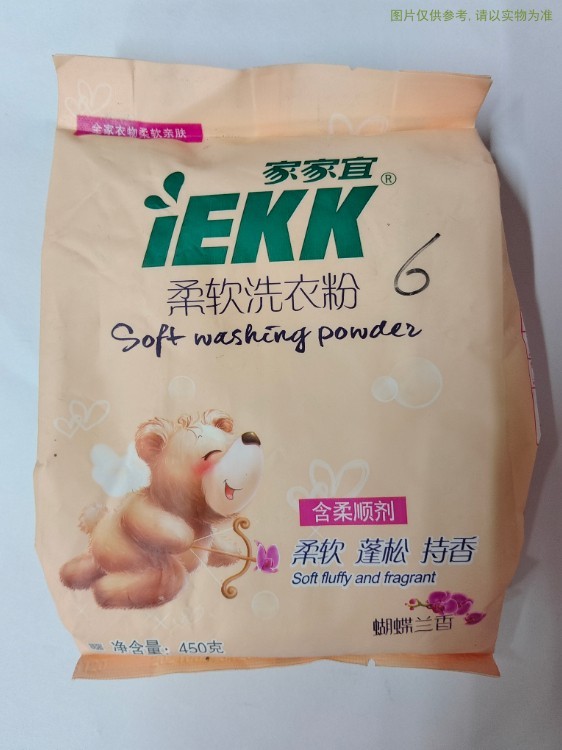 图片仅供参考, 请以实物为准
全家衣物柔软亲肤
家家宜®
iEKK
6
柔软洗衣粉
Soft washing powder
含柔顺剂
柔软 蓬松 持香
Soft fluffy and fragrant
蝴蝶兰香
净含量：450克